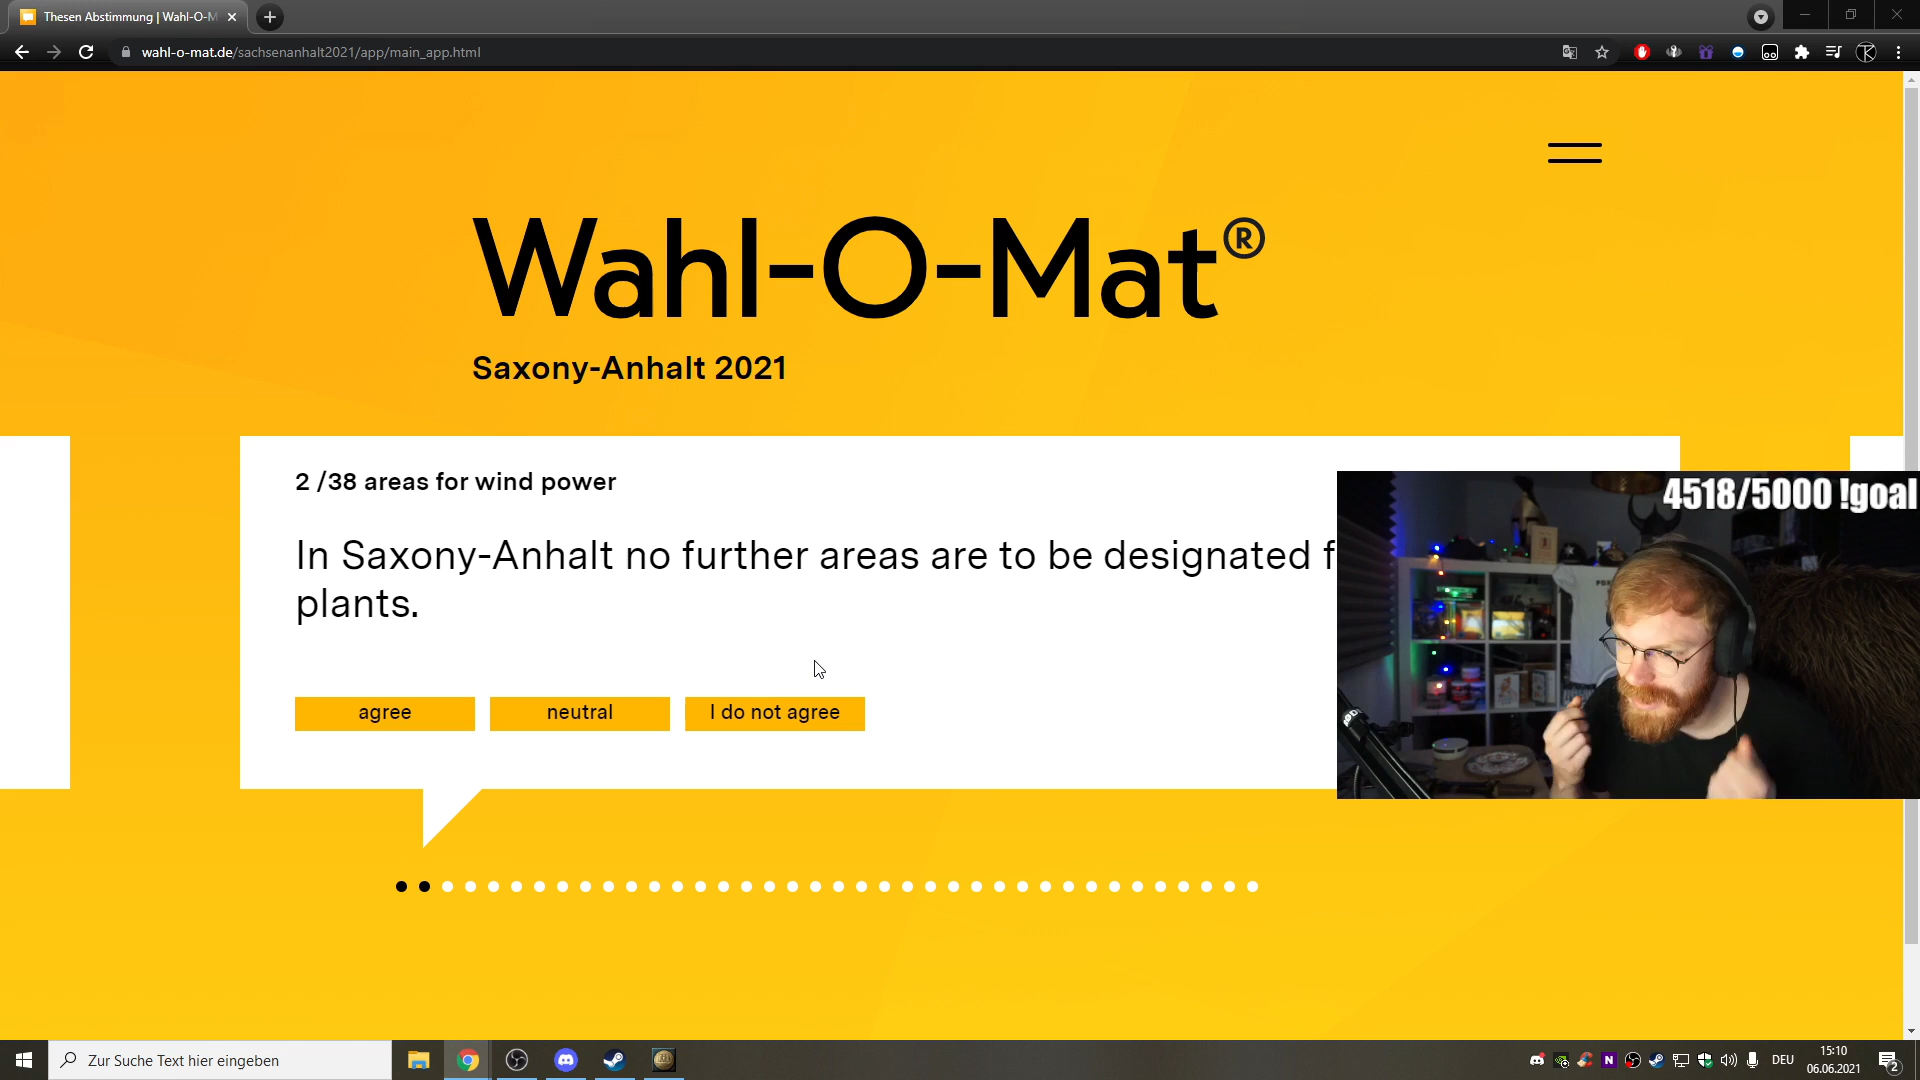 Thesen Abstimmung | Wahl-O-M
wahl-o-mat.de/sachsenanhalt2021/app/main_app.html
Wahl-O-Mat®
Saxony-Anhalt 2021
2 /38 areas for wind power
In Saxony-Anhalt no further areas are to be designated f
plants.
agree
neutral
I do not agree
4518/5000 !goal
Zur Suche Text hier eingeben
DEU
15:10
06.06.2021
2